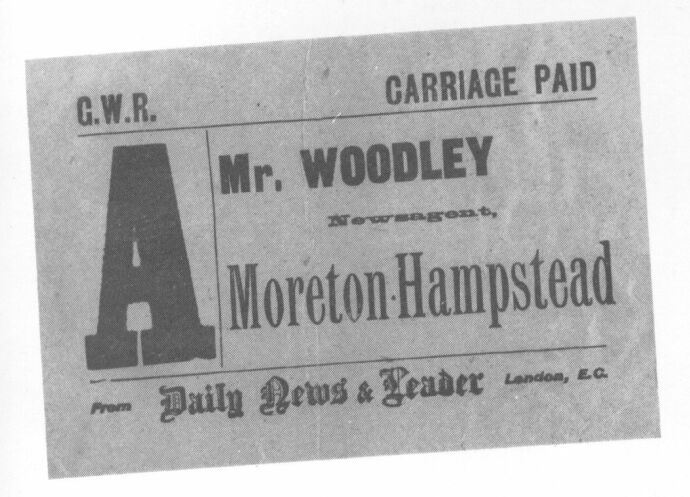 G.W.R. CARRIAGE PAID
A
Mr. WOODLEY
Newsagent,
Moreton-Hampstead
From Daily News & Leader London, E.C.